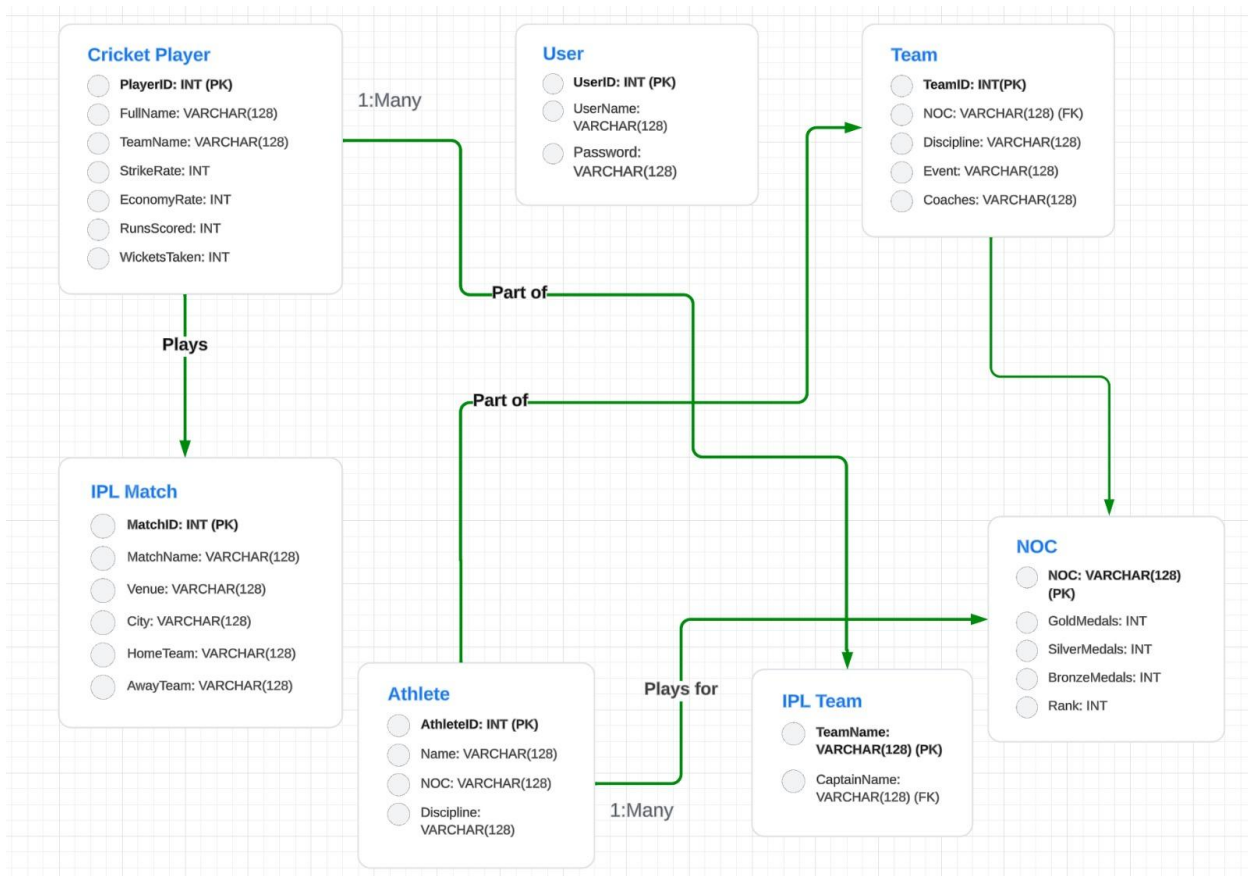 Cricket Player
PlayerID: INT (PK)
FullName: VARCHAR(128)
TeamName: VARCHAR(128)
StrikeRate: INT
EconomyRate: INT
RunsScored: INT
WicketsTaken: INT
1:Many
User
UserID: INT (PK)
UserName:
VARCHAR(128)
Password:
VARCHAR(128)
Team
TeamID: INT(PK)
NOC: VARCHAR(128) (FK)
Discipline: VARCHAR(128)
Event: VARCHAR(128)
Coaches: VARCHAR(128)
Part of
Plays
Part of
IPL Match
MatchID: INT (PK)
MatchName: VARCHAR(128)
Venue: VARCHAR(128)
City: VARCHAR(128)
HomeTeam: VARCHAR(128)
AwayTeam: VARCHAR(128)
Athlete
AthleteID: INT (PK)
Name: VARCHAR(128)
NOC: VARCHAR(128)
Discipline:
VARCHAR(128)
Plays for
1:Many
IPL Team
TeamName:
VARCHAR(128) (PK)
CaptainName:
VARCHAR(128) (FK)
NOC
NOC: VARCHAR(128)
(PK)
GoldMedals: INT
SilverMedals: INT
BronzeMedals: INT
Rank: INT